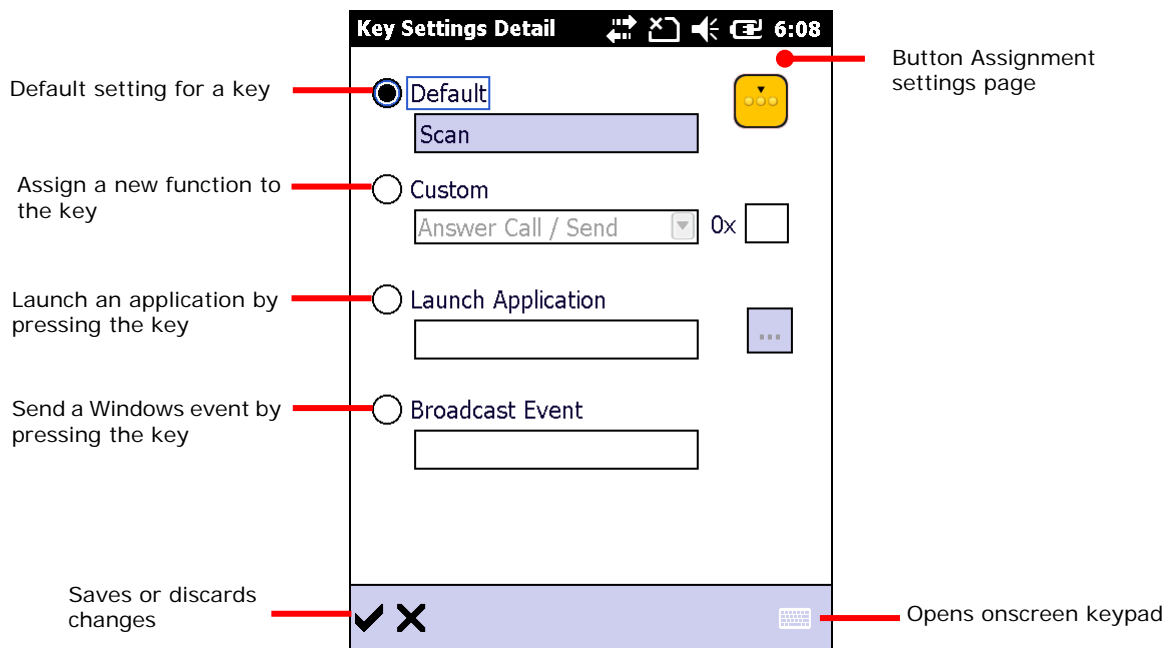 Key Settings Detail 6:08
Button Assignment
settings page
Default setting for a key
Default
Scan
Assign a new function to
the key
Custom
Answer Call / Send 0x
Launch an application by
pressing the key
Launch Application
...
Send a Windows event by
pressing the key
Broadcast Event
Saves or discards
changes
Opens onscreen keypad